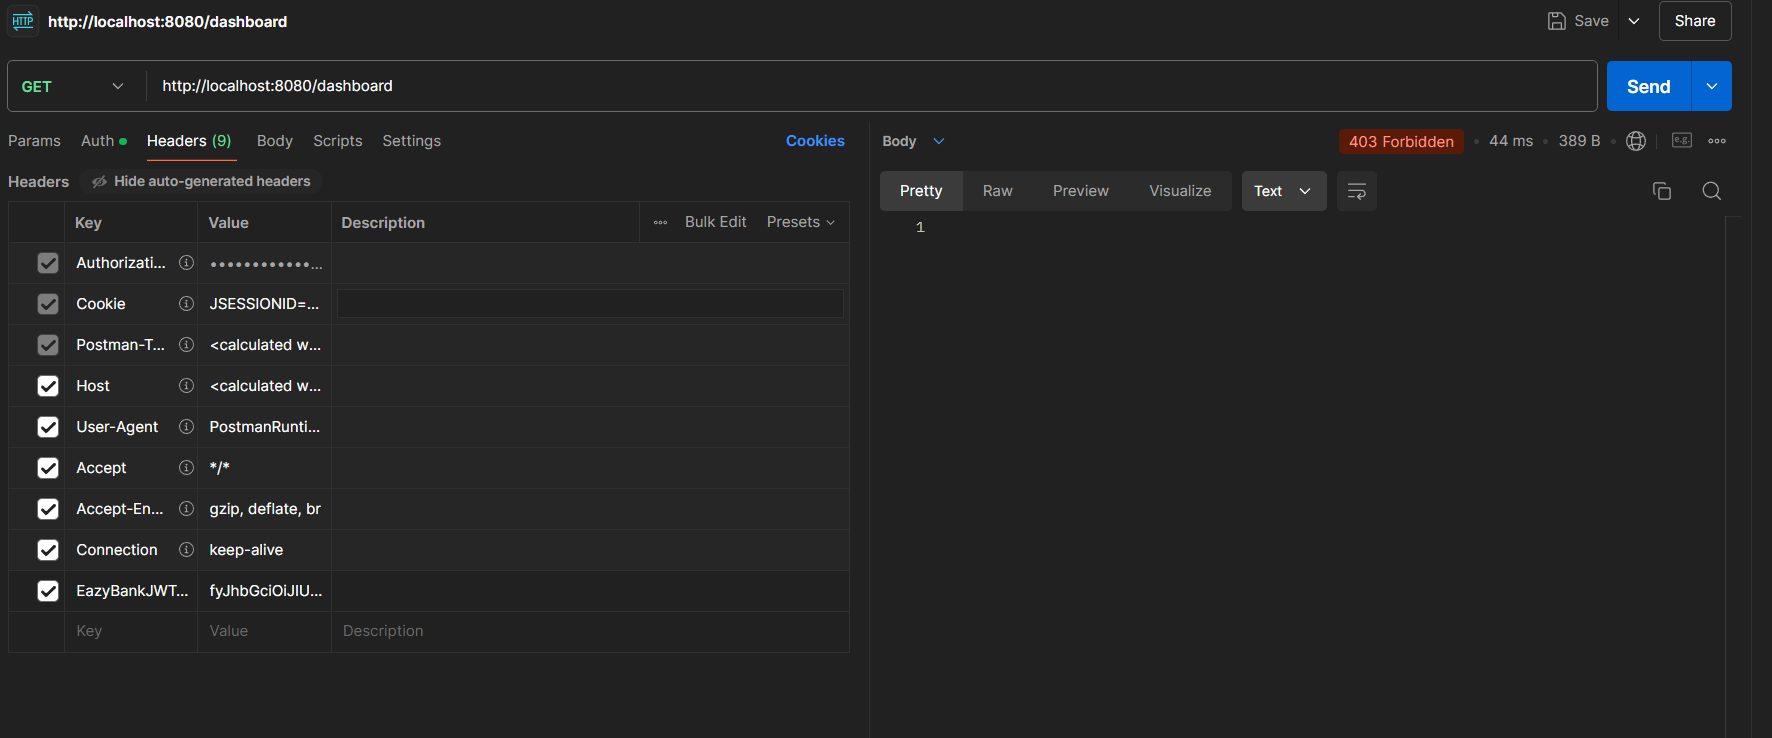 HTTP http://localhost:8080/dashboard Save Share
GET http://localhost:8080/dashboard Send
Params Auth Headers (9) Body Scripts Settings Cookies
Body 403 Forbidden 44 ms 389 B e.g.
Headers Hide auto-generated headers
Pretty Raw Preview Visualize Text
Key Value Description Bulk Edit Presets
1
Authorizati... ••••••••••••...
Cookie JSESSIONID=...
Postman-T... <calculated w...
Host <calculated w...
User-Agent PostmanRunti...
Accept */*
Accept-En... gzip, deflate, br
Connection keep-alive
EazyBankJWT... fyJhbGciOiJIU...
Key Value Description